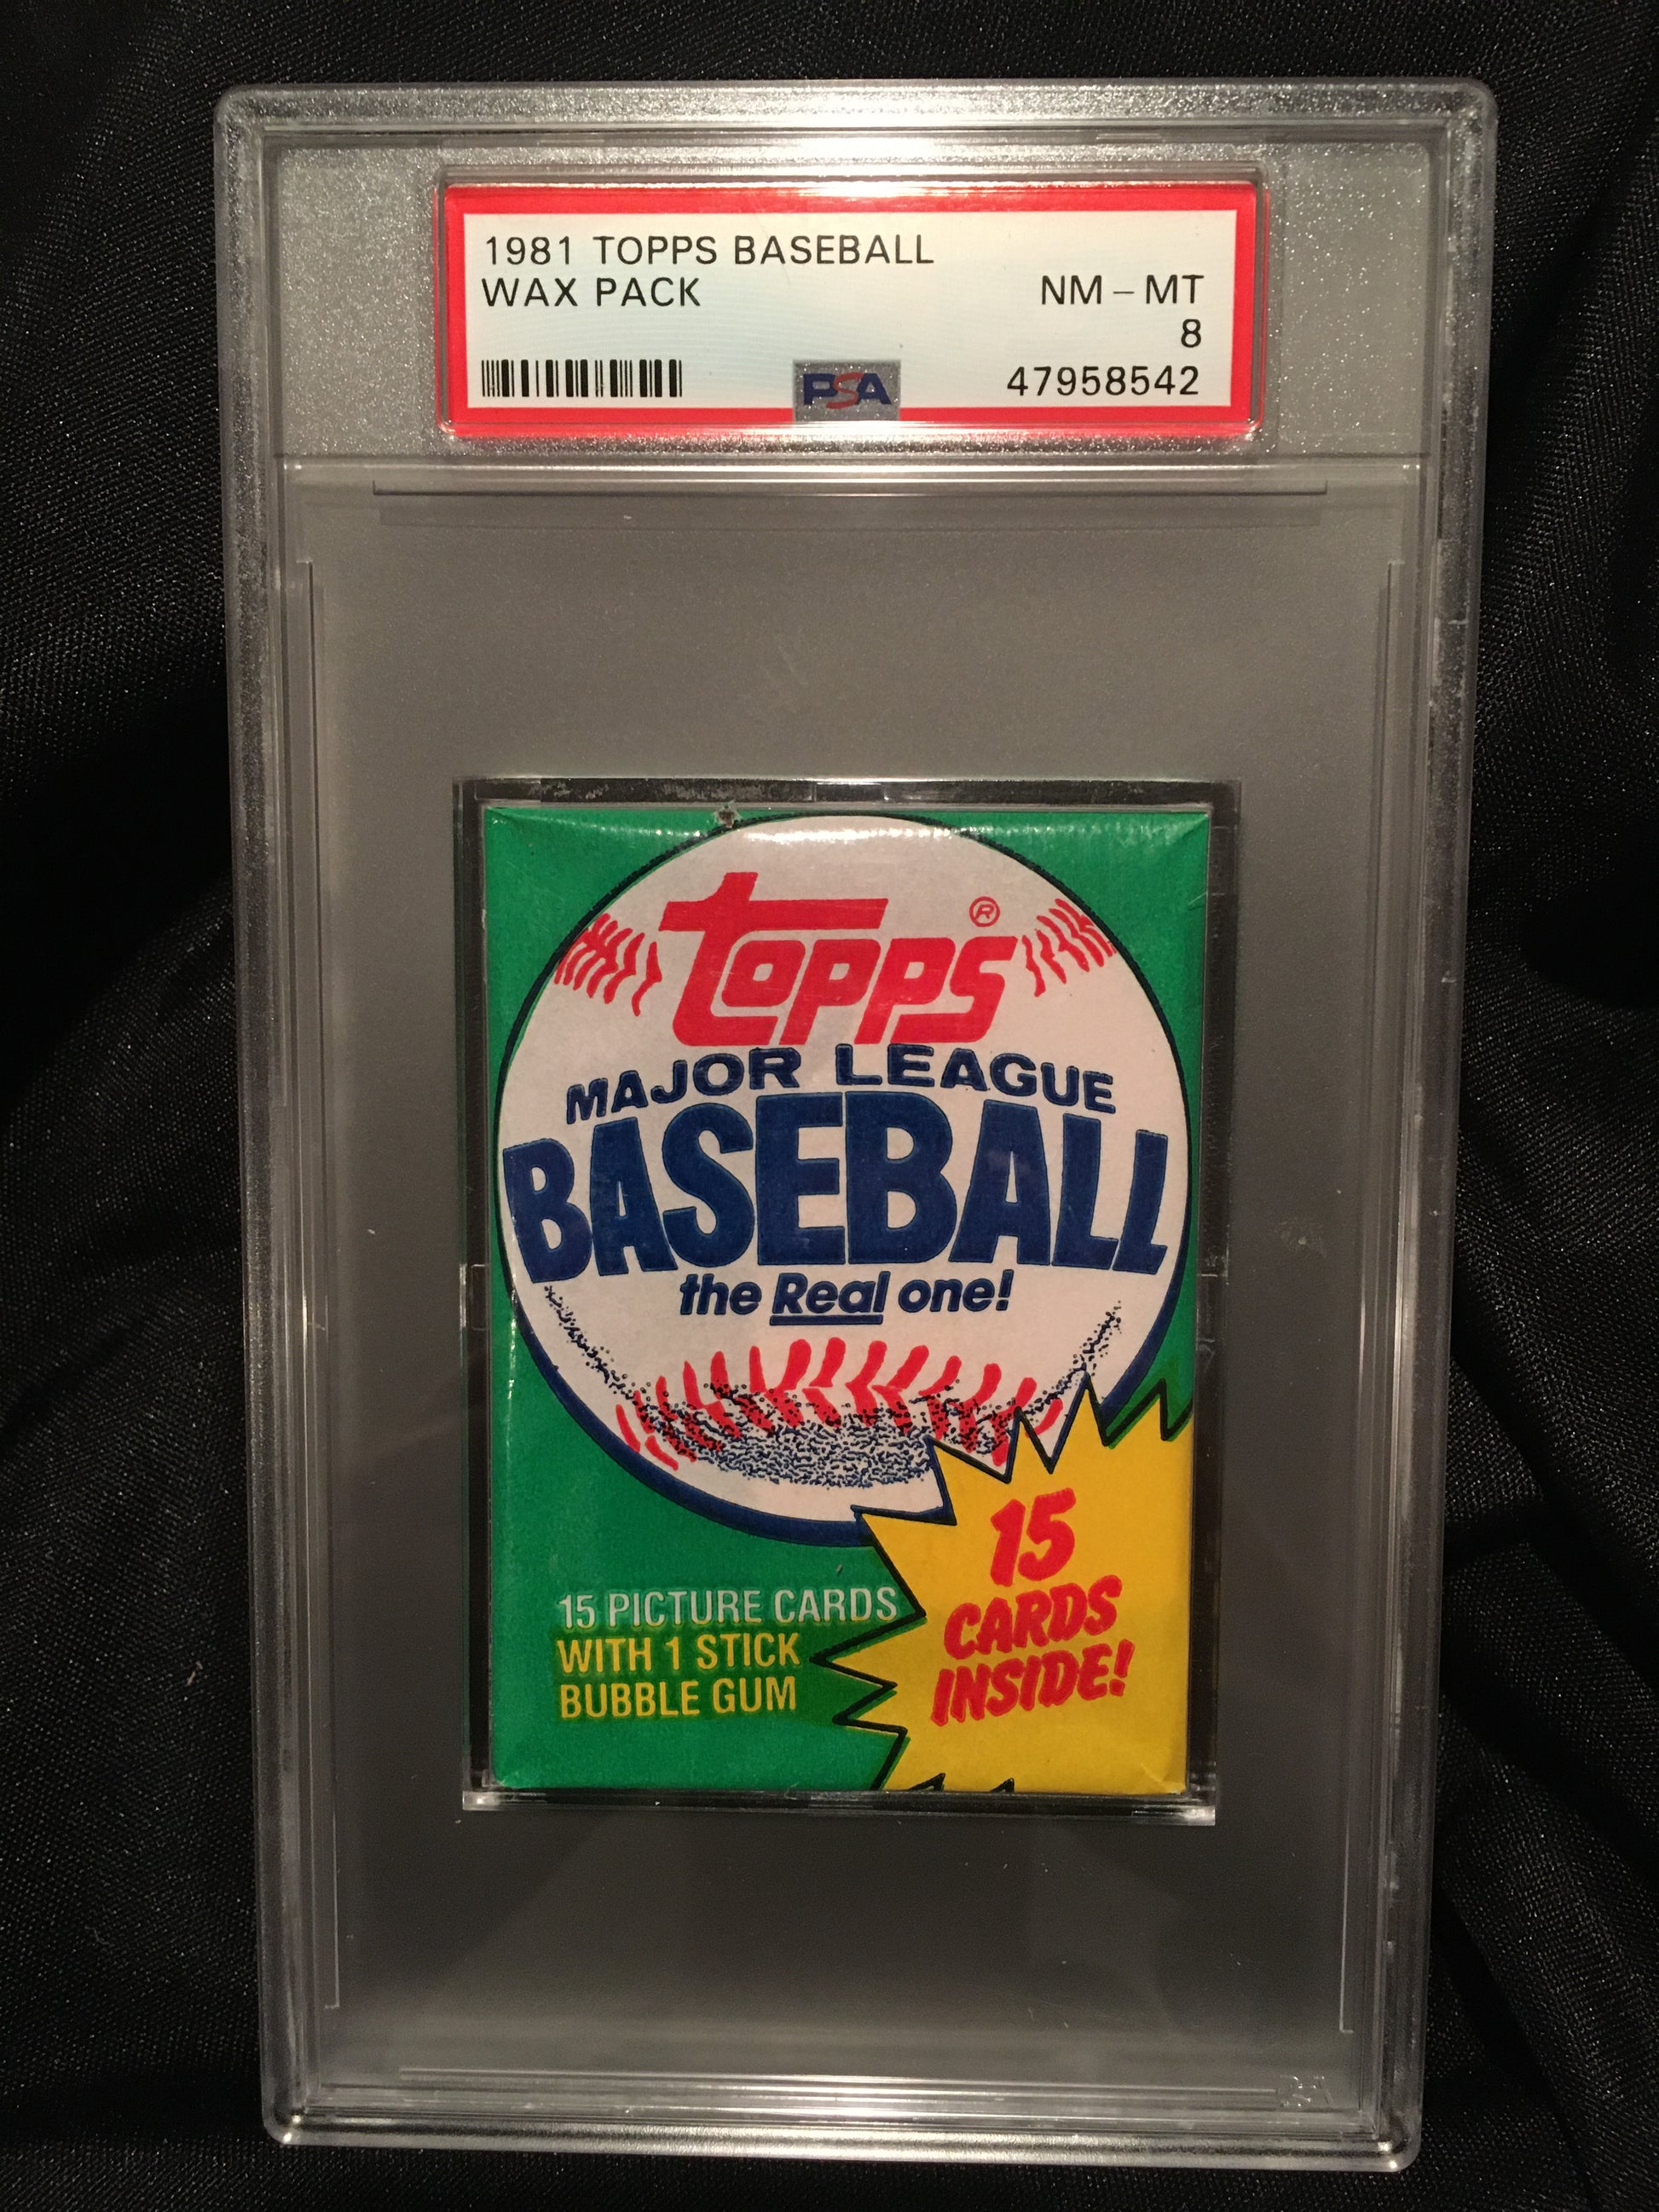 1981 TOPPS BASEBALL
WAX PACK
NM - MT
8
PSA
47958542
Topps®
MAJOR LEAGUE
BASEBALL
the Real one!
15 PICTURE CARDS
WITH 1 STICK
BUBBLE GUM
15
CARDS
INSIDE!